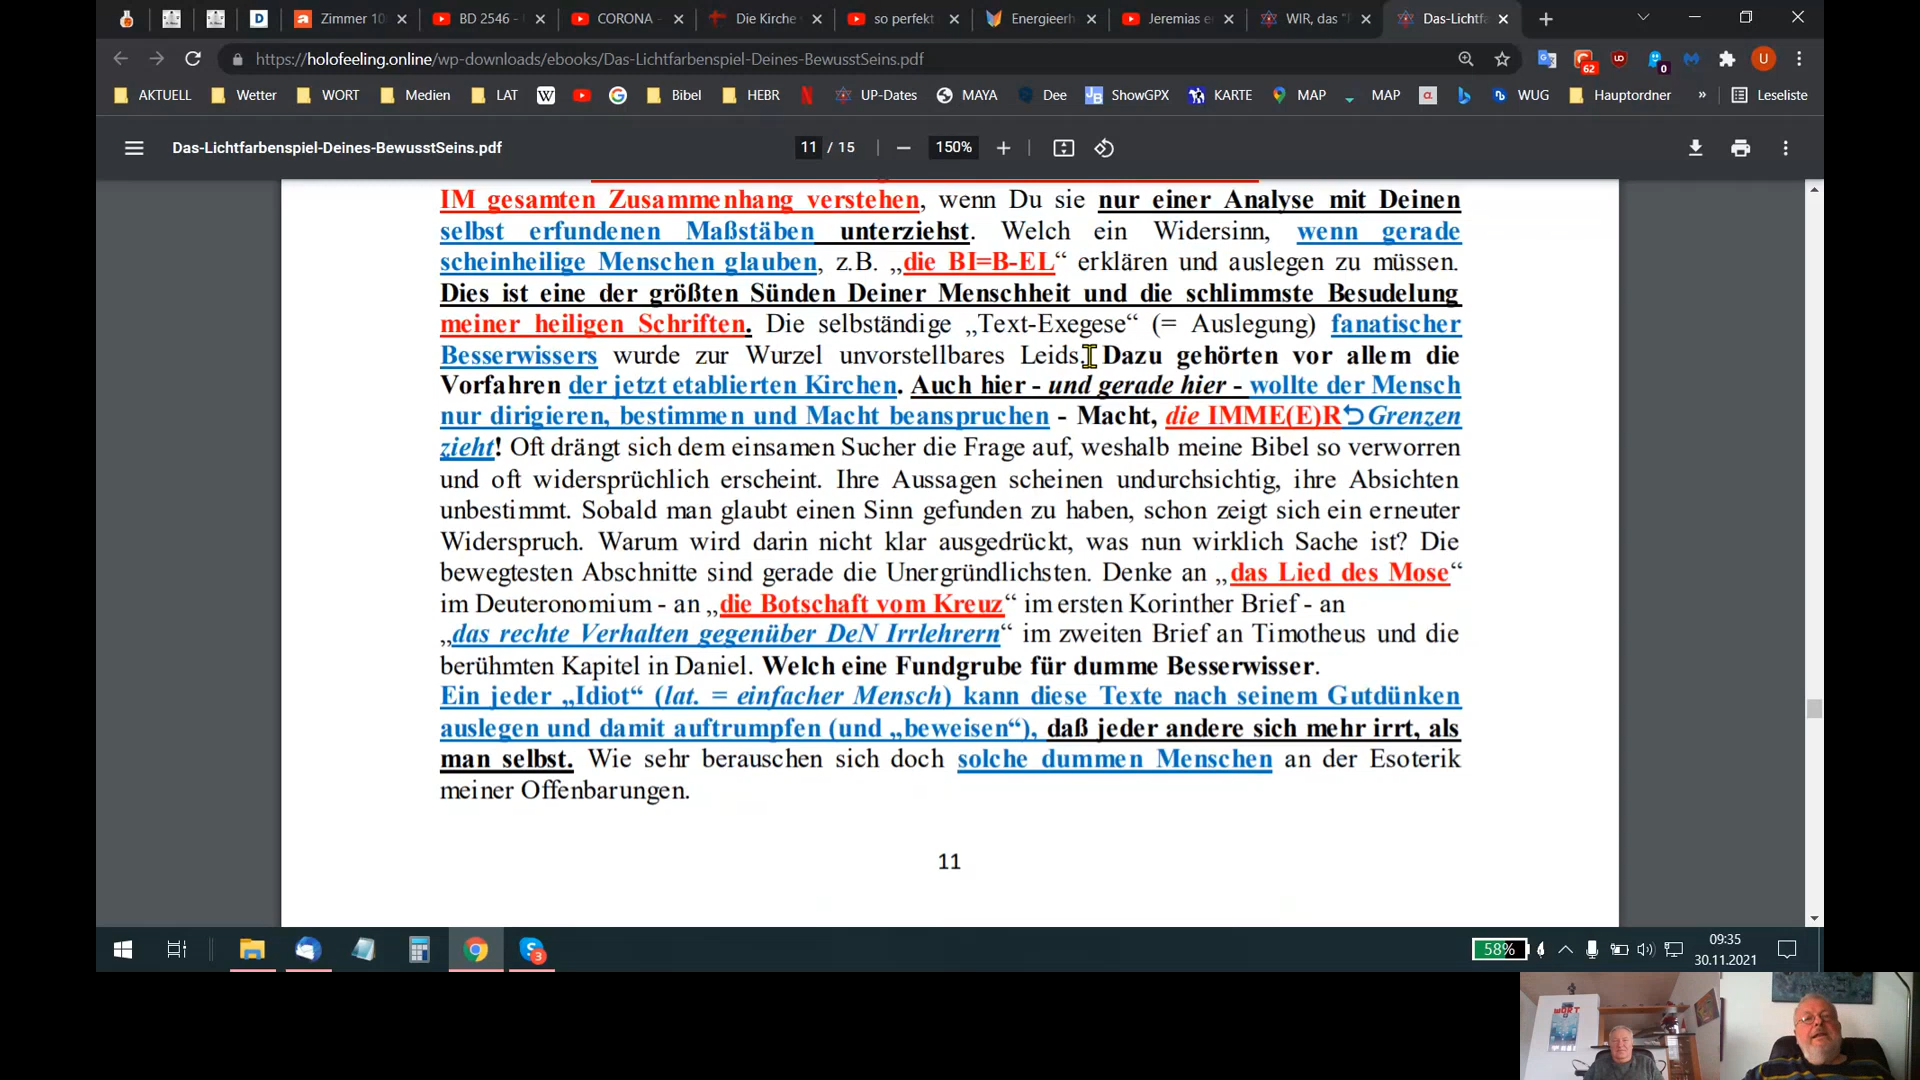 Zimmer 10
BD 2546 -
CORONA -
Die Kirche
so perfekt
Energieerh
Jeremias e
WIR, das "
Das-Lichtf
https://holofeeling.online/wp-downloads/ebooks/Das-Lichtfarbenspiel-Deines-BewusstSeins.pdf
AKTUELL Wetter WORT Medien LAT Bibel HEBR UP-Dates MAYA Dee ShowGPX KARTE MAP MAP WUG Hauptordner » Leseliste
Das-Lichtfarbenspiel-Deines-BewusstSeins.pdf 11 / 15 150%
IM gesamten Zusammenhang verstehen, wenn Du sie nur einer Analyse mit Deinen
selbst erfundenen Maßstäben unterziehst. Welch ein Widersinn, wenn gerade
scheinheilige Menschen glauben, z.B. „die BI=B-EL“ erklären und auslegen zu müssen.
Dies ist eine der größten Sünden Deiner Menschheit und die schlimmste Besudelung
meiner heiligen Schriften. Die selbständige „Text-Exegese“ (= Auslegung) fanatischer
Besserwissers wurde zur Wurzel unvorstellbares Leids. Dazu gehörten vor allem die
Vorfahren der jetzt etablierten Kirchen. Auch hier - und gerade hier - wollte der Mensch
nur dirigieren, bestimmen und Macht beanspruchen - Macht, die IMME(E)R⮌Grenzen
zieht! Oft drängt sich dem einsamen Sucher die Frage auf, weshalb meine Bibel so verworren
und oft widersprüchlich erscheint. Ihre Aussagen scheinen undurchsichtig, ihre Absichten
unbestimmt. Sobald man glaubt einen Sinn gefunden zu haben, schon zeigt sich ein erneuter
Widerspruch. Warum wird darin nicht klar ausgedrückt, was nun wirklich Sache ist? Die
bewegtesten Abschnitte sind gerade die Unergründlichsten. Denke an „das Lied des Mose“
im Deuteronomium - an „die Botschaft vom Kreuz“ im ersten Korinther Brief - an
„das rechte Verhalten gegenüber DeN Irrlehrern“ im zweiten Brief an Timotheus und die
berühmten Kapitel in Daniel. Welch eine Fundgrube für dumme Besserwisser.
Ein jeder „Idiot“ (lat. = einfacher Mensch) kann diese Texte nach seinem Gutdünken
auslegen und damit auftrumpfen (und „beweisen“), daß jeder andere sich mehr irrt, als
man selbst. Wie sehr berauschen sich doch solche dummen Menschen an der Esoterik
meiner Offenbarungen.
11
58%
09:35
30.11.2021
WORT